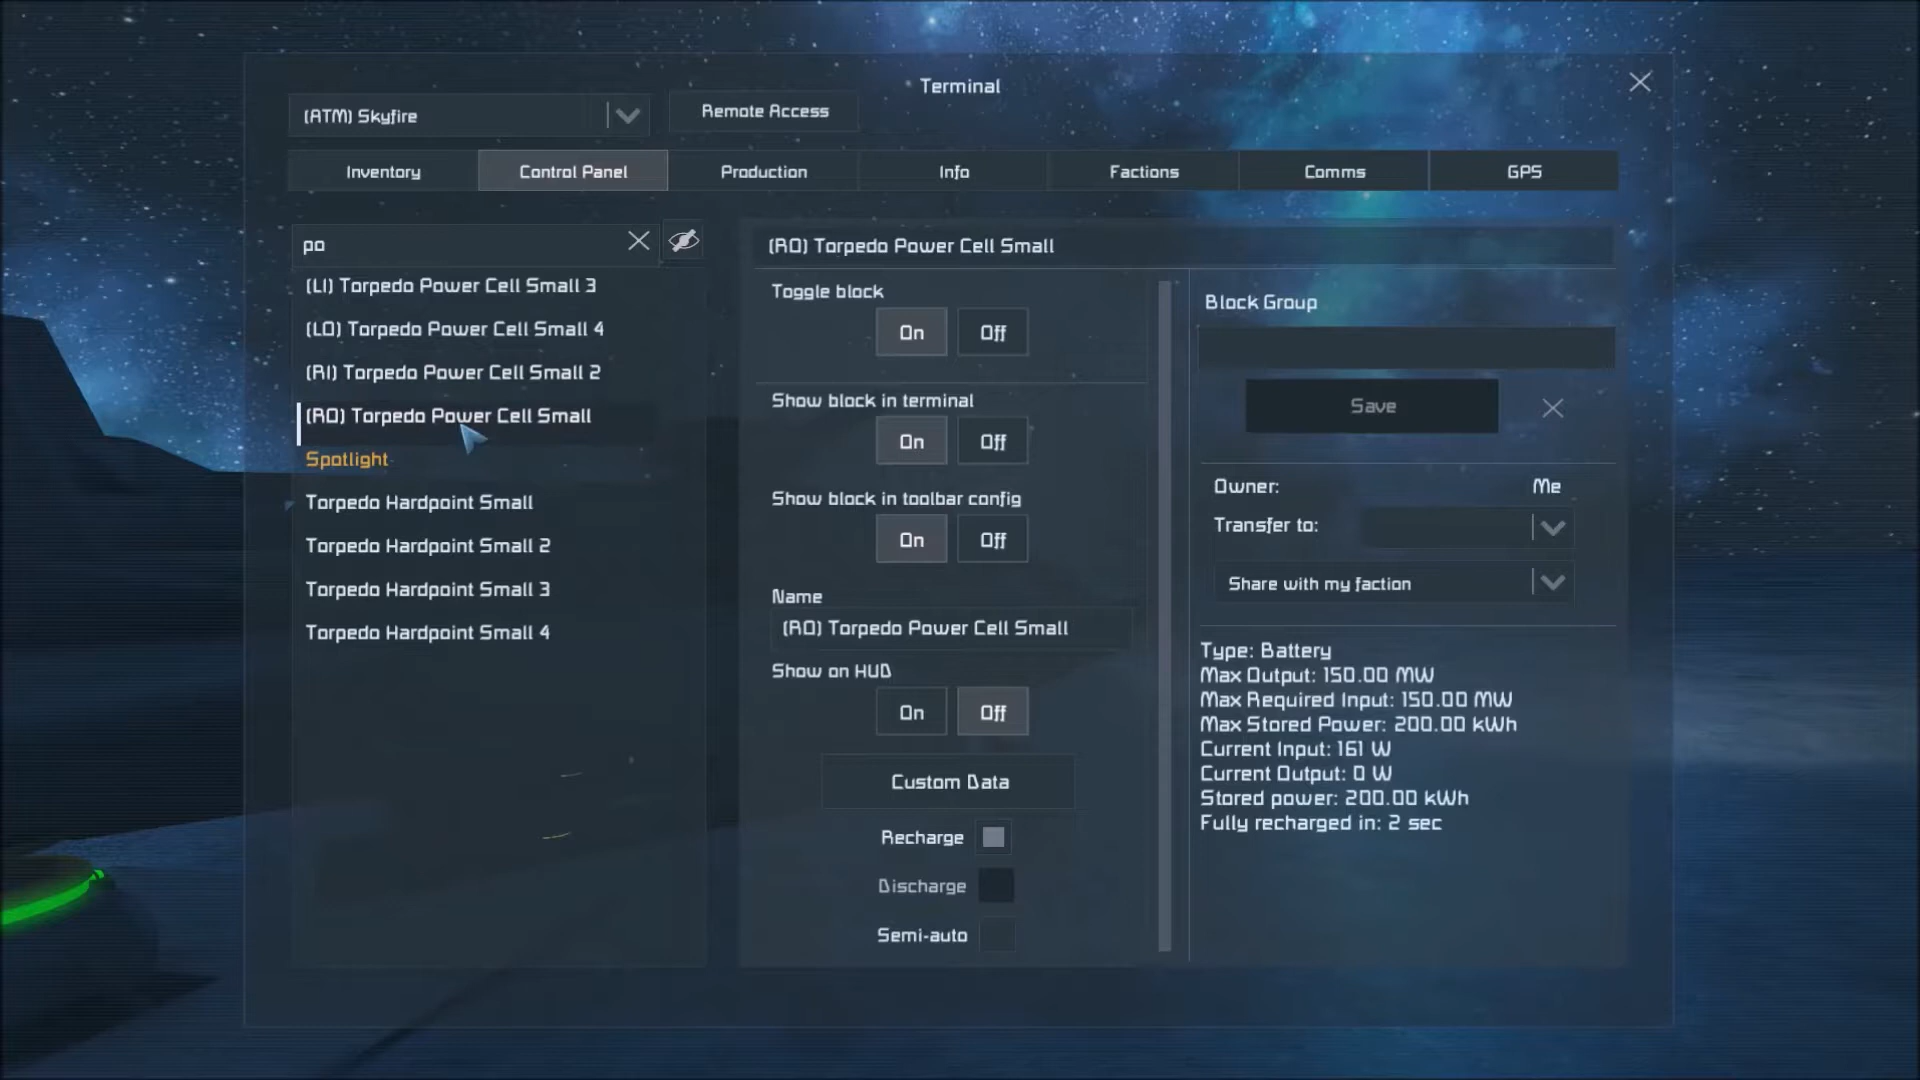 Terminal
(ATM) Skyfire
Remote Access
Inventory
Control Panel
Production
Info
Factions
Comms
GPS
po
(LI) Torpedo Power Cell Small 3
(LO) Torpedo Power Cell Small 4
(RI) Torpedo Power Cell Small 2
(RO) Torpedo Power Cell Small
Spotlight
Torpedo Hardpoint Small
Torpedo Hardpoint Small 2
Torpedo Hardpoint Small 3
Torpedo Hardpoint Small 4
(RO) Torpedo Power Cell Small
Toggle block
On Off
Show block in terminal
On Off
Show block in toolbar config
On Off
Name
(RO) Torpedo Power Cell Small
Show on HUD
On Off
Custom Data
Recharge
Discharge
Semi-auto
Block Group
Save
Owner: Me
Transfer to:
Share with my faction
Type: Battery
Max Output: 150.00 MW
Max Required Input: 150.00 MW
Max Stored Power: 200.00 kWh
Current Input: 161 W
Current Output: 0 W
Stored power: 200.00 kWh
Fully recharged in: 2 sec